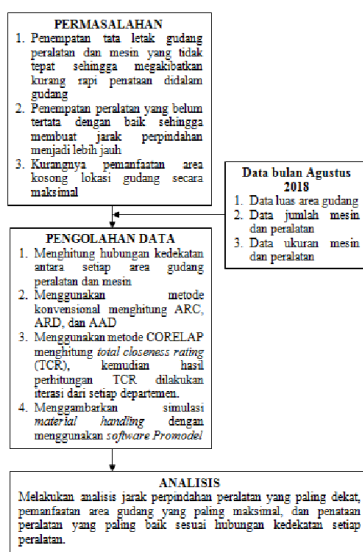 PERMASALAHAN
1. Penempatan tata letak gudang
peralatan dan mesin yang tidak
tepat sehingga megakibatkan
kurang rapi penataan didalam
gudang
2. Penempatan peralatan yang belum
tertata dengan baik sehingga
membuat jarak perpindahan
menjadi lebih jauh
3. Kurangnya pemanfaatan area
kosong lokasi gudang secara
maksimal
Data bulan Agustus
2018
1. Data luas area gudang
2. Data jumlah mesin
dan peralatan
3. Data ukuran mesin
dan peralatan
PENGOLAHAN DATA
1. Menghitung hubungan kedekatan
antara setiap area gudang
peralatan dan mesin
2. Menggunakan metode
konvensional menghitung ARC,
ARD, dan AAD
3. Menggunakan metode CORELAP
menghitung total closeness rating
(TCR), kemudian hasil
perhitungan TCR dilakukan
iterasi dari setiap departemen.
4. Menggambarkan simulasi
material handling dengan
menggunakan software Promodel
ANALISIS
Melakukan analisis jarak perpindahan peralatan yang paling dekat,
pemanfaatan area gudang yang paling maksimal, dan penataan
peralatan yang paling baik sesuai hubungan kedekatan setiap
peralatan.